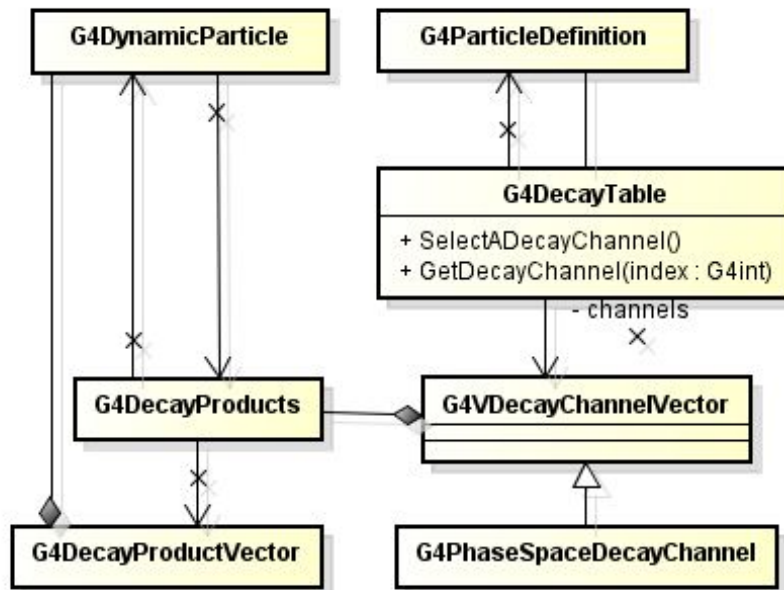 G4DynamicParticle
G4ParticleDefinition
G4DecayTable
+ SelectADecayChannel()
+ GetDecayChannel(index : G4int)
- channels
G4DecayProducts
G4VDecayChannelVector
G4DecayProductVector
G4PhaseSpaceDecayChannel